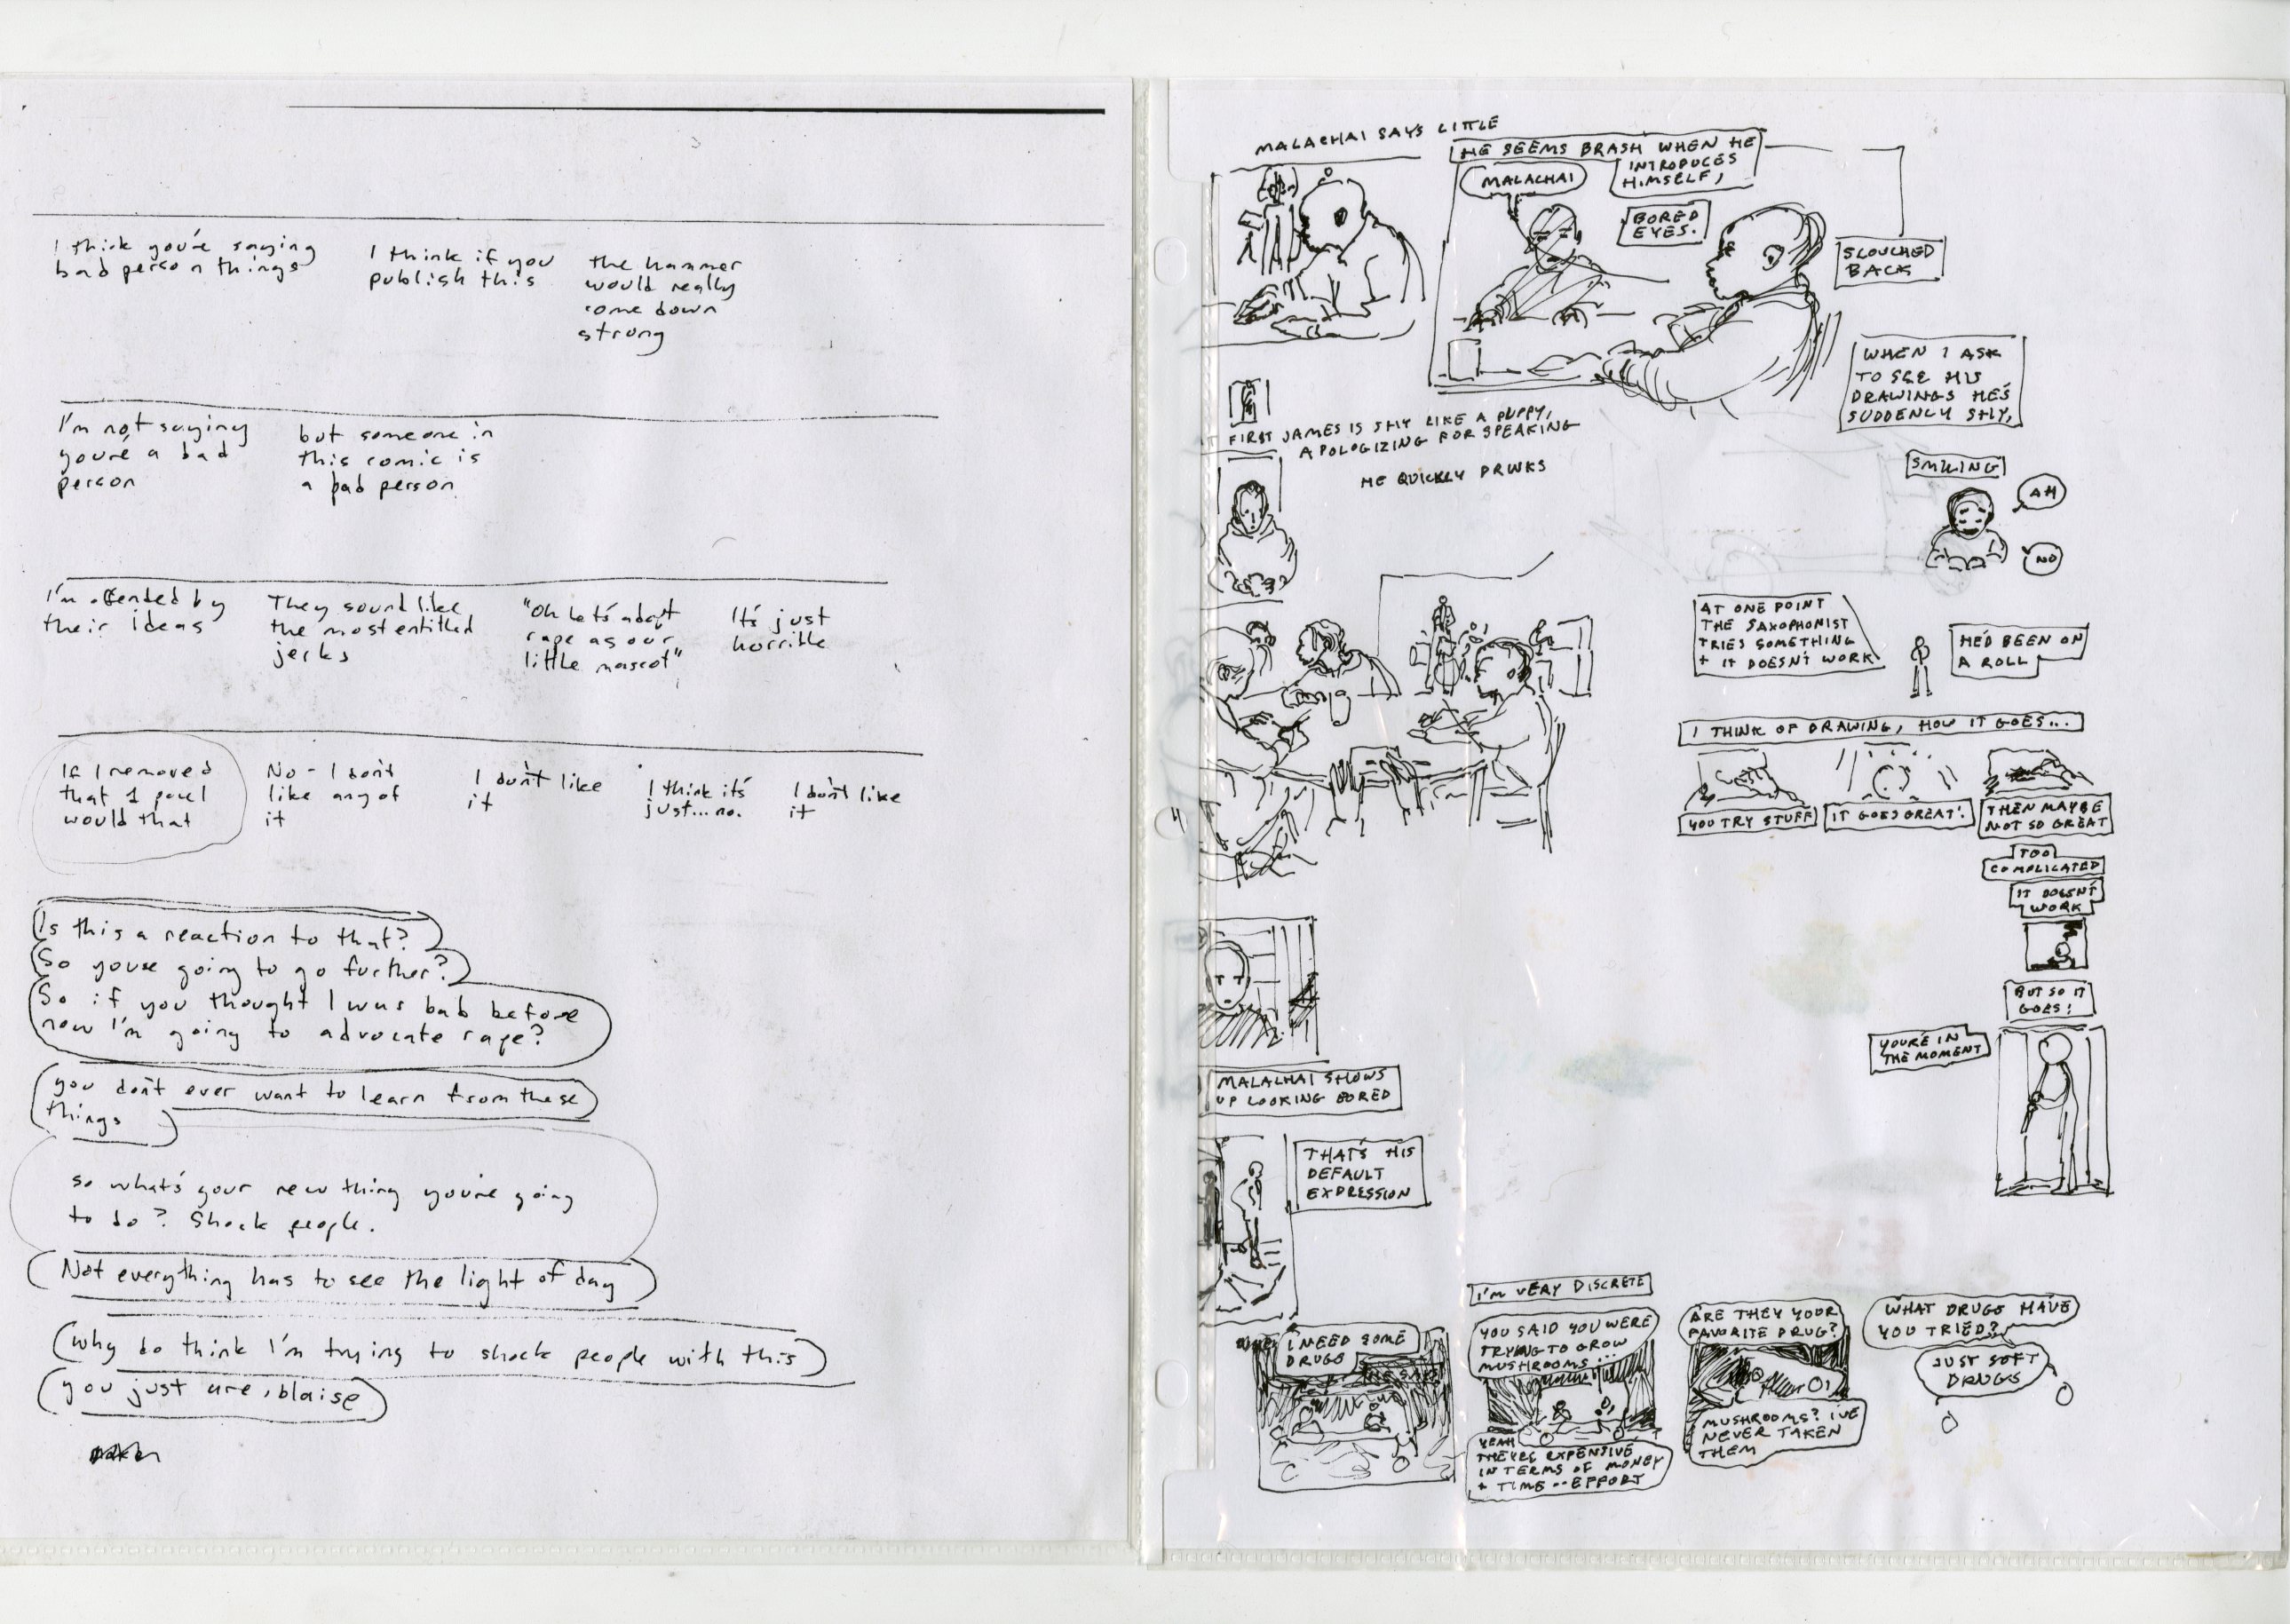 I think you're saying
bad person things
I think if you
publish this
the hammer
would really
come down
strong
I'm not saying
you're a bad
person
but someone in
this comic is
a bad person
I'm offended by
their ideas
They sound like
the most entitled
jerks
"Oh let's adopt
rape as our
little mascot"
It's just
horrible
If I removed
that 1 panel
would that
No - I don't
like any of
it
I don't like
it
I think it's
just... no.
I don't like
it
Is this a reaction to that?
So youse going to go further?
So if you thought I was bad before
now I'm going to advocate rape?
you don't ever want to learn from these
things
so what's your new thing you're going
to do? Shock people.
Not everything has to see the light of day
why do think I'm trying to shock people with this
you just are, blaise
MALACHAI SAYS LITTLE
HE SEEMS BRASH WHEN HE
INTRODUCES
HIMSELF,
MALACHAI
BORED
EYES.
SLOUCHED
BACK
WHEN I ASK
TO SEE HIS
DRAWINGS HE'S
SUDDENLY SHY,
SMILING
AH
NO
T FIRST JAMES IS SHY LIKE A PUPPY,
APOLOGIZING FOR SPEAKING
HE QUICKLY DRINKS
AT ONE POINT
THE SAXOPHONIST
TRIES SOMETHING
+ IT DOESN'T WORK
HE'D BEEN ON
A ROLL
I THINK OF DRAWING, HOW IT GOES...
YOU TRY STUFF
IT GOES GREAT!
THEN MAYBE
NOT SO GREAT
TOO
COMPLICATED
IT DOESN'T
WORK
BUT SO IT
GOES!
YOU'RE IN
THE MOMENT
MALACHAI SHOWS
UP LOOKING BORED
THAT'S HIS
DEFAULT
EXPRESSION
I'M VERY DISCRETE
I NEED SOME
DRUGS
YOU SAID YOU WERE
TRYING TO GROW
MUSHROOMS...
YEAH
THEY'RE EXPENSIVE
IN TERMS OF MONEY
+ TIME -- EFFORT
ARE THEY YOUR
FAVORITE DRUG?
MUSHROOMS? I'VE
NEVER TAKEN
THEM
WHAT DRUGS HAVE
YOU TRIED?
JUST SOFT
DRUGS